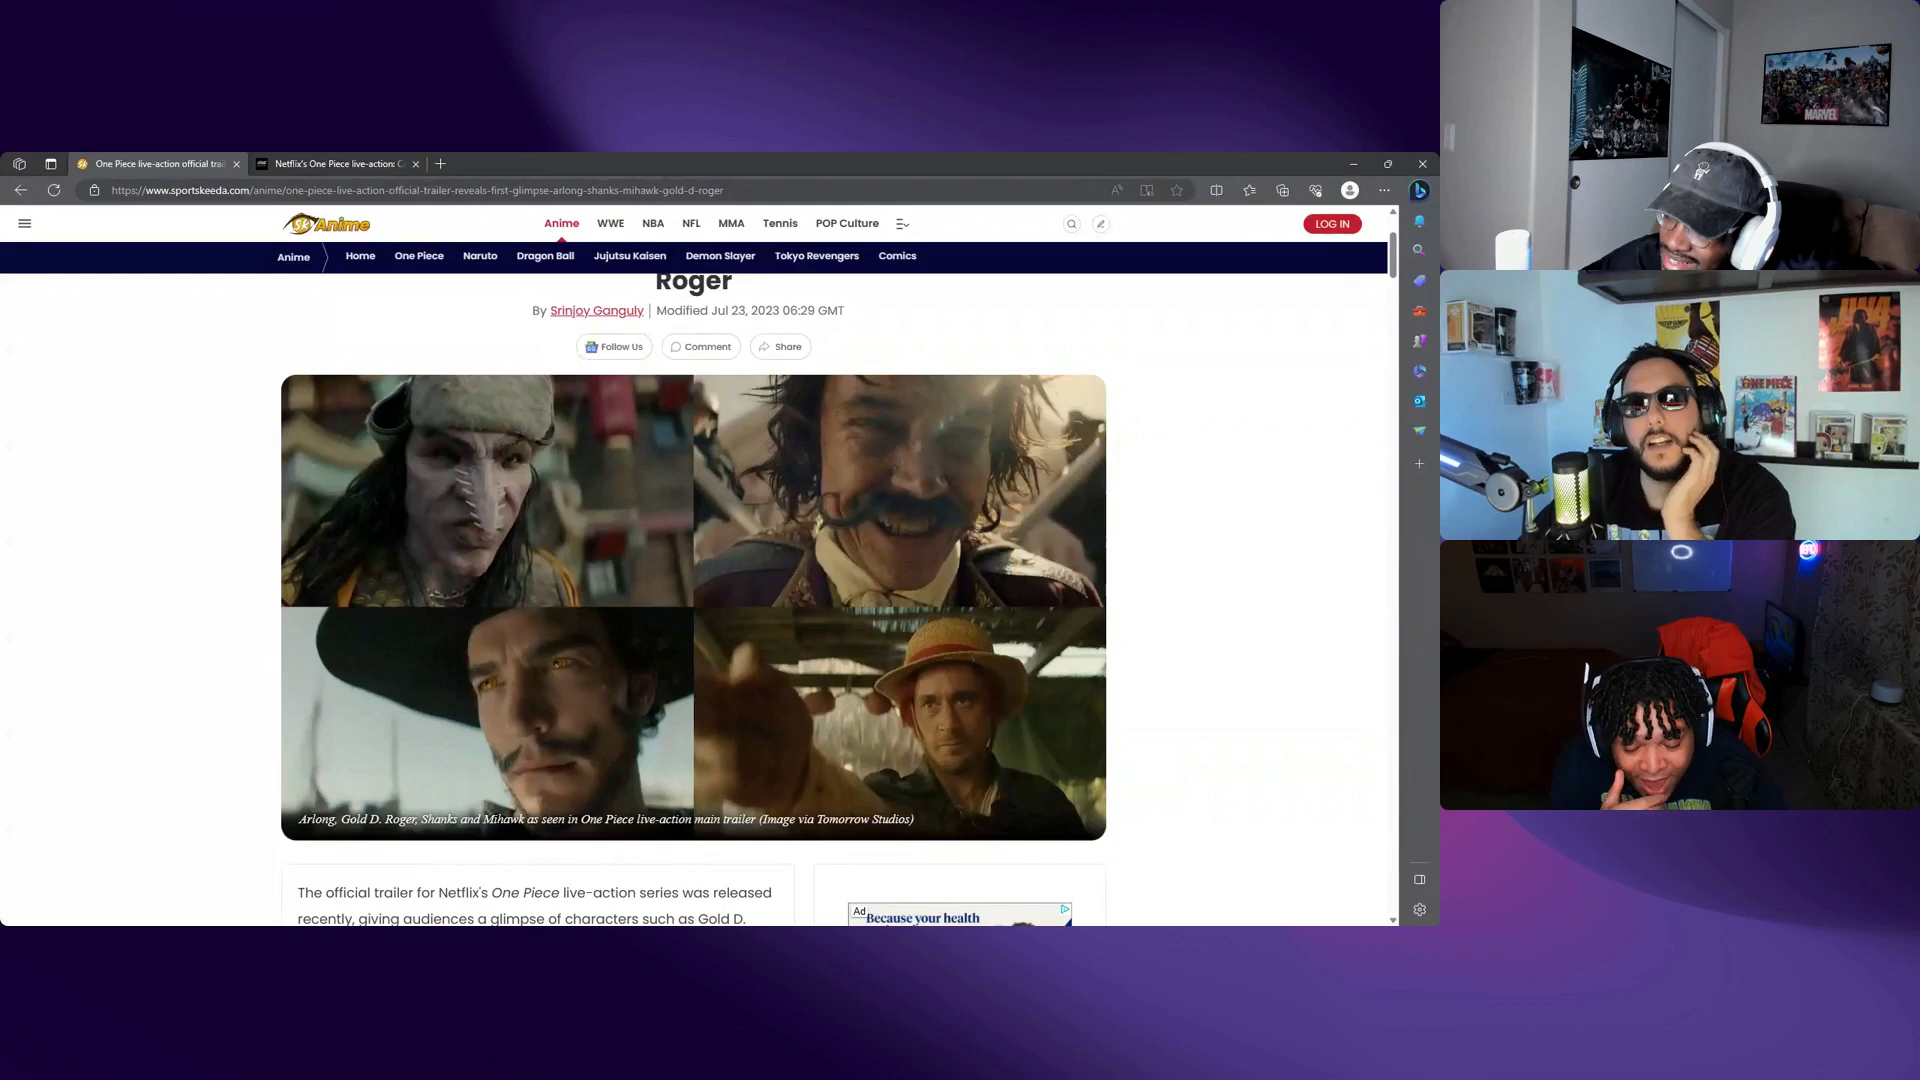 One Piece live-action official trai
Netflix's One Piece live-action: C
https://www.sportskeeda.com/anime/one-piece-live-action-official-trailer-reveals-first-glimpse-arlong-shanks-mihawk-gold-d-roger
SK Anime
Anime WWE NBA NFL MMA Tennis POP Culture
LOG IN
Anime Home One Piece Naruto Dragon Ball Jujutsu Kaisen Demon Slayer Tokyo Revengers Comics
Roger
By Srinjoy Ganguly | Modified Jul 23, 2023 06:29 GMT
Follow Us Comment Share
Arlong, Gold D. Roger, Shanks and Mihawk as seen in One Piece live-action main trailer (Image via Tomorrow Studios)
The official trailer for Netflix's One Piece live-action series was released
recently, giving audiences a glimpse of characters such as Gold D.
Ad
Because your health
MARVEL
ONE PIECE